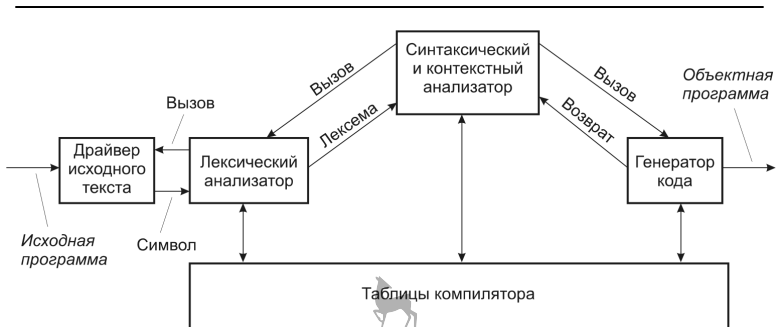 Синтаксический
и контекстный
анализатор
Вызов
Лексема
Вызов
Возврат
Объектная
программа
Вызов
Драйвер
исходного
текста
Лексический
анализатор
Генератор
кода
Исходная
программа
Символ
Таблицы компилятора